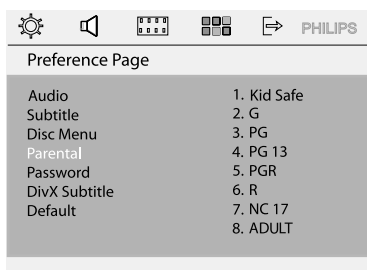 PHILIPS
Preference Page
Audio
Subtitle
Disc Menu
Parental
Password
DivX Subtitle
Default
1. Kid Safe
2. G
3. PG
4. PG 13
5. PGR
6. R
7. NC 17
8. ADULT